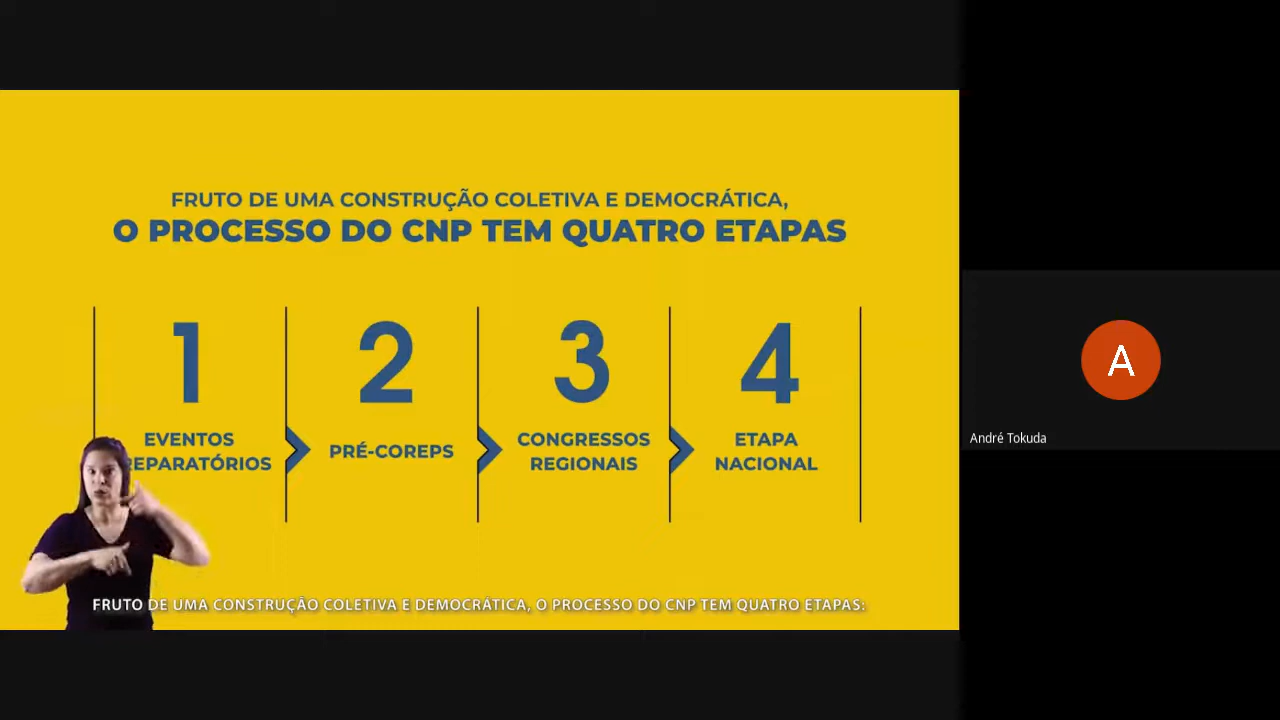 FRUTO DE UMA CONSTRUÇÃO COLETIVA E DEMOCRÁTICA,
O PROCESSO DO CNP TEM QUATRO ETAPAS
1
EVENTOS
REPARATÓRIOS
2
PRÉ-COREPS
3
CONGRESSOS
REGIONAIS
4
ETAPA
NACIONAL
FRUTO DE UMA CONSTRUÇÃO COLETIVA E DEMOCRÁTICA, O PROCESSO DO CNP TEM QUATRO ETAPAS:
A
André Tokuda